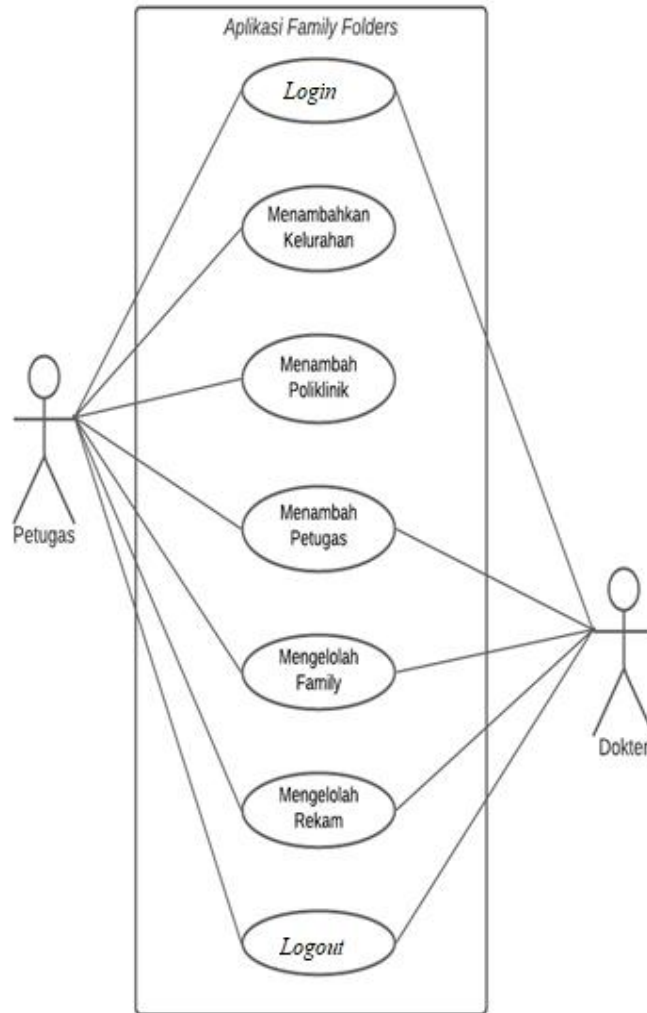 Aplikasi Family Folders
Login
Menambahkan
Kelurahan
Menambah
Poliklinik
Menambah
Petugas
Petugas
Mengelolah
Family
Dokter
Mengelolah
Rekam
Logout